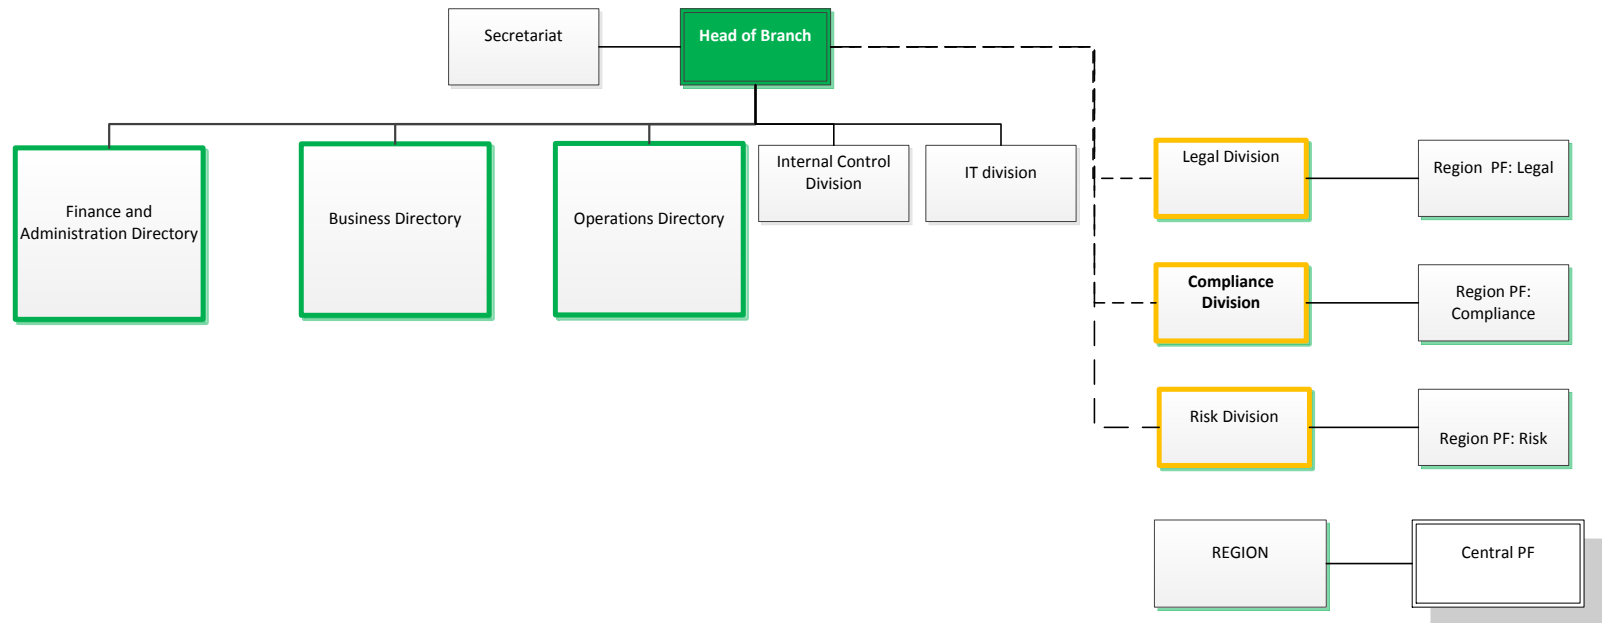 Secretariat
Head of Branch
Finance and
Administration Directory
Business Directory
Operations Directory
Internal Control
Division
IT division
Legal Division
Region  PF: Legal
Compliance
Division
Region PF:
Compliance
Risk Division
Region PF: Risk
REGION
Central PF